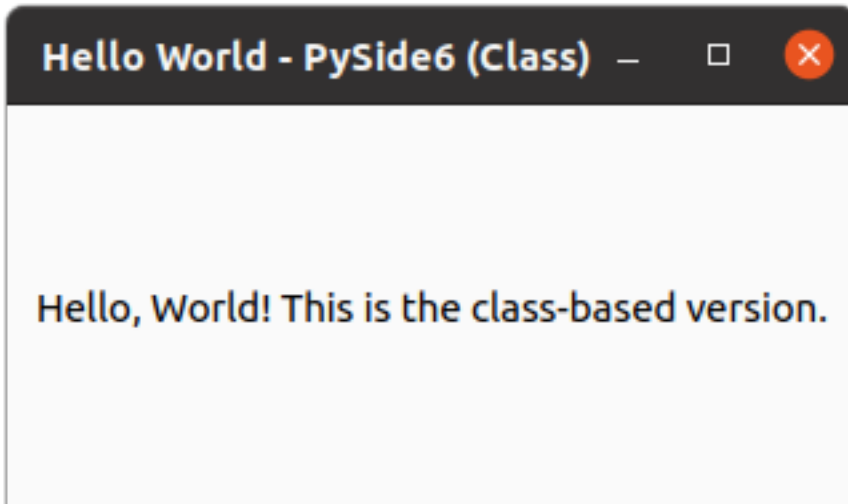 Hello World - PySide6 (Class)
Hello, World! This is the class-based version.